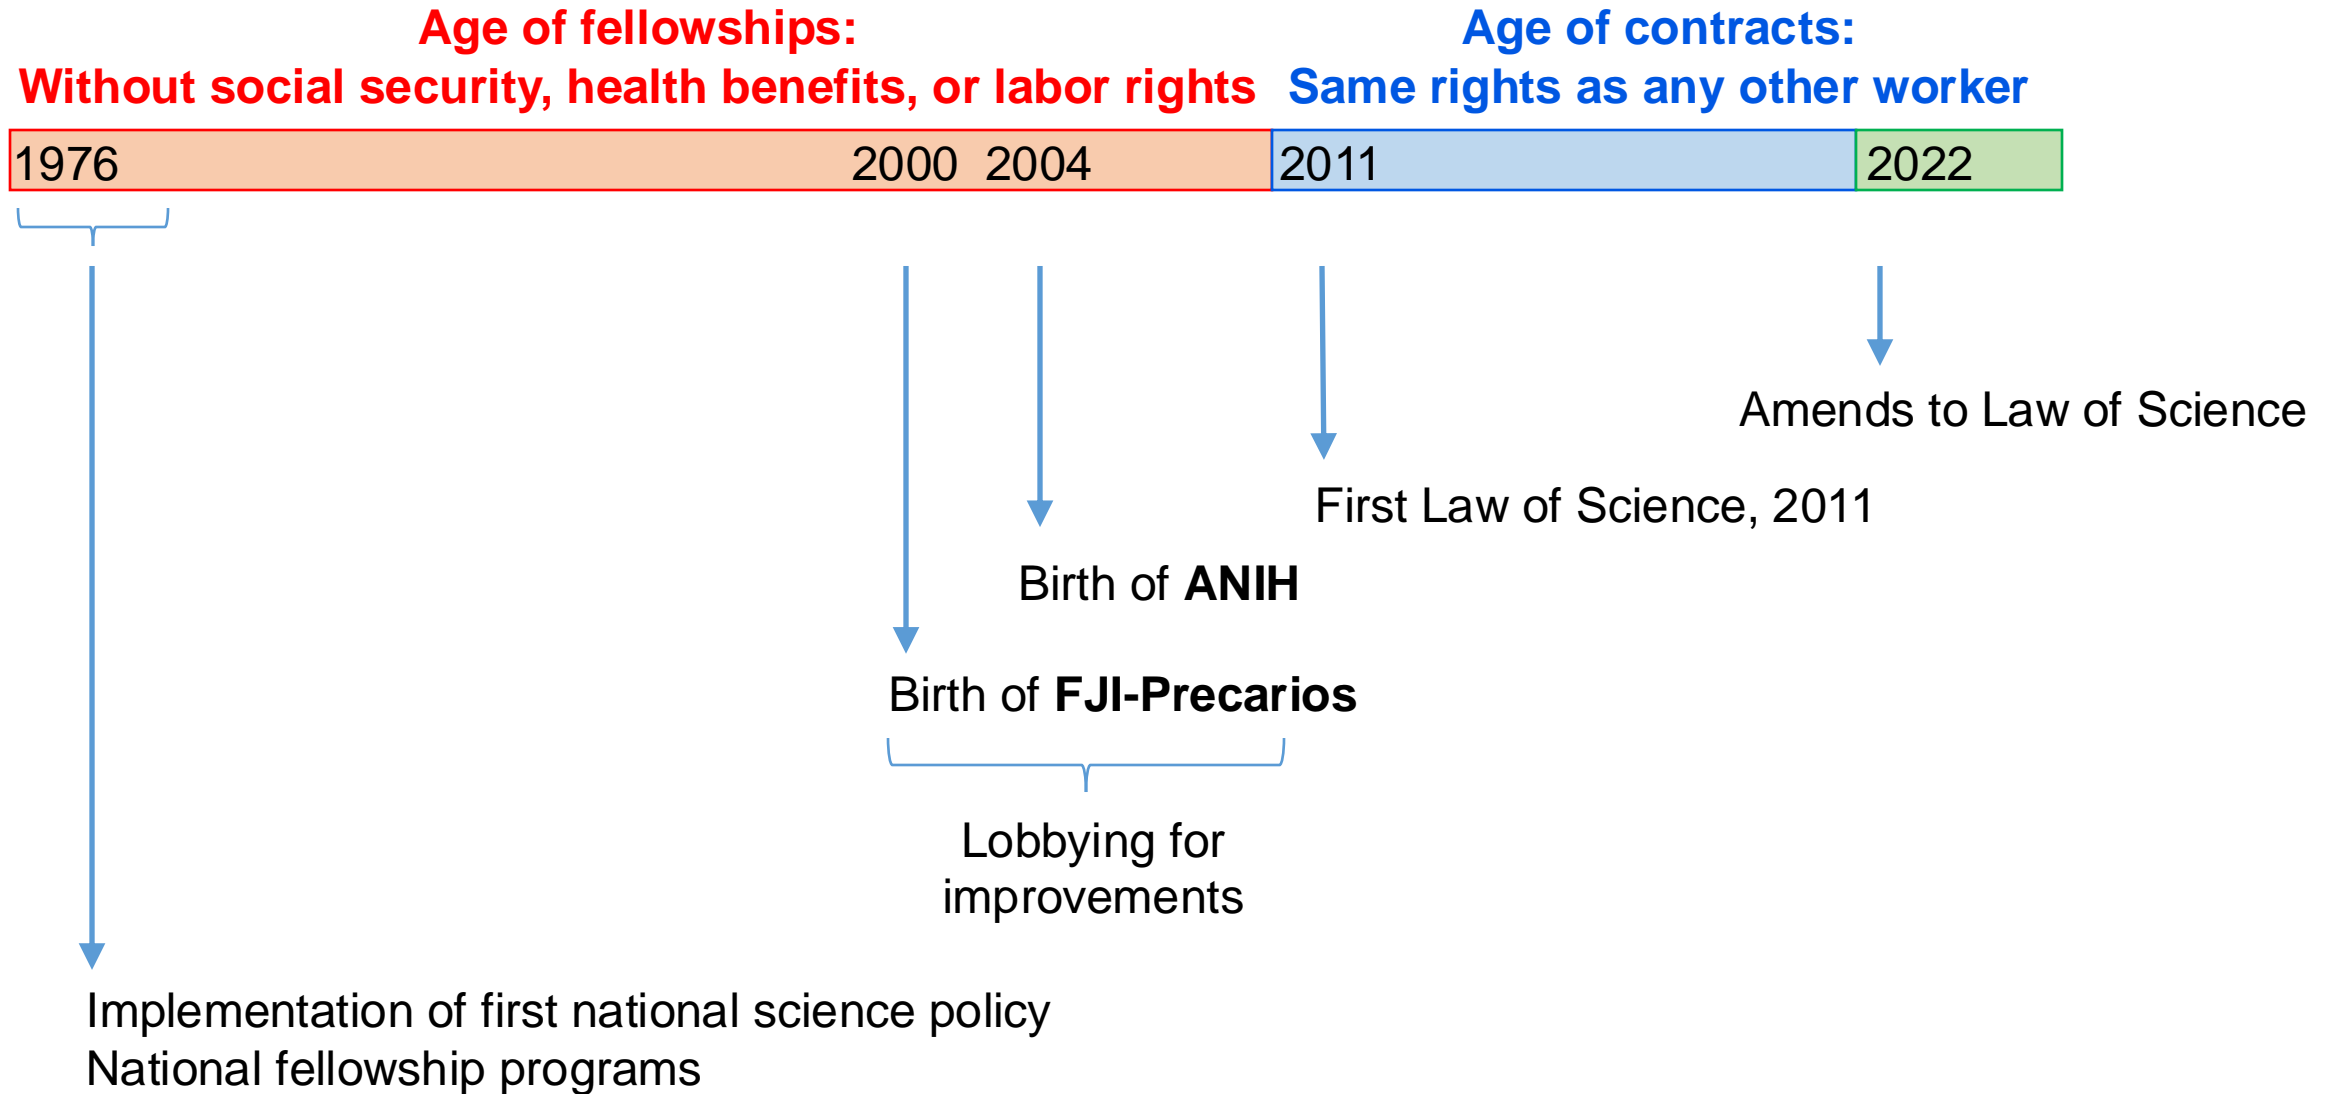 Age of fellowships:
Without social security, health benefits, or labor rights
Age of contracts:
Same rights as any other worker
1976
2000
2004
2011
2022
Amends to Law of Science
First Law of Science, 2011
Birth of ANIH
Birth of FJI-Precarios
Lobbying for
improvements
Implementation of first national science policy
National fellowship programs